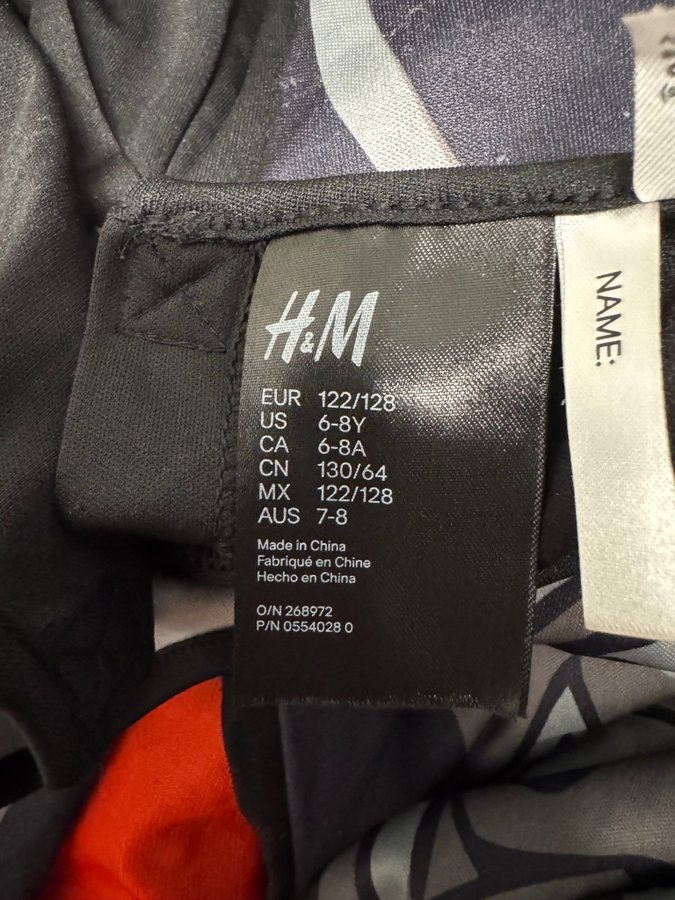 H&M
EUR 122/128
US 6-8Y
CA 6-8A
CN 130/64
MX 122/128
AUS 7-8
Made in China
Fabriqué en Chine
Hecho en China
O/N 268972
P/N 0554028 0
NAME: